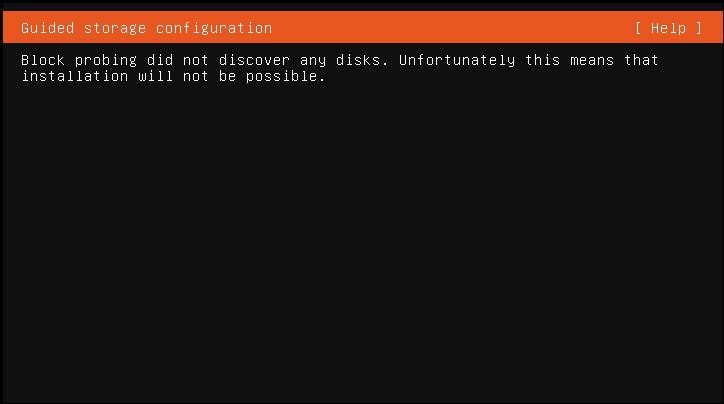 Guided storage configuration [ Help ]
Block probing did not discover any disks. Unfortunately this means that
installation will not be possible.